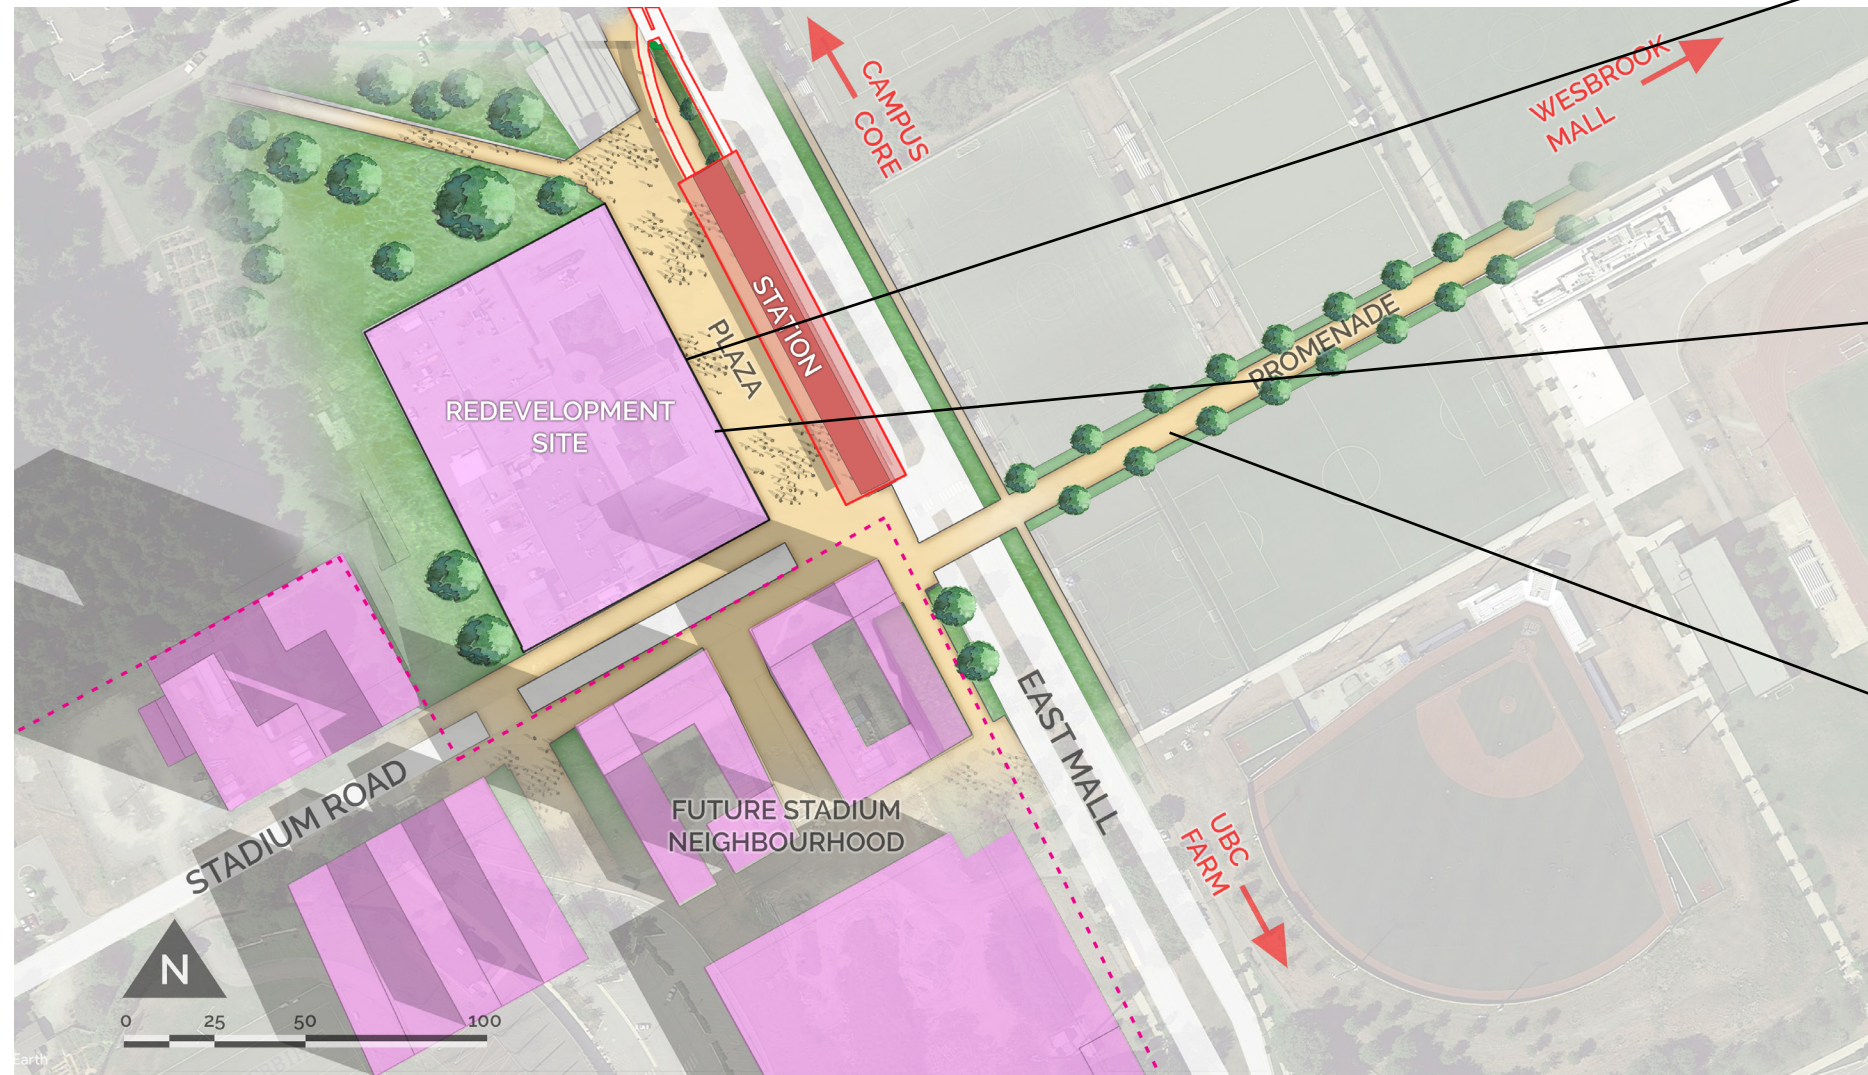 CAMPUS
CORE
WESBROOK
MALL
STATION
PLAZA
PROMENADE
REDEVELOPMENT
SITE
EAST MALL
FUTURE STADIUM
NEIGHBOURHOOD
STADIUM ROAD
UBC
FARM
N
0 25 50 100
Earth